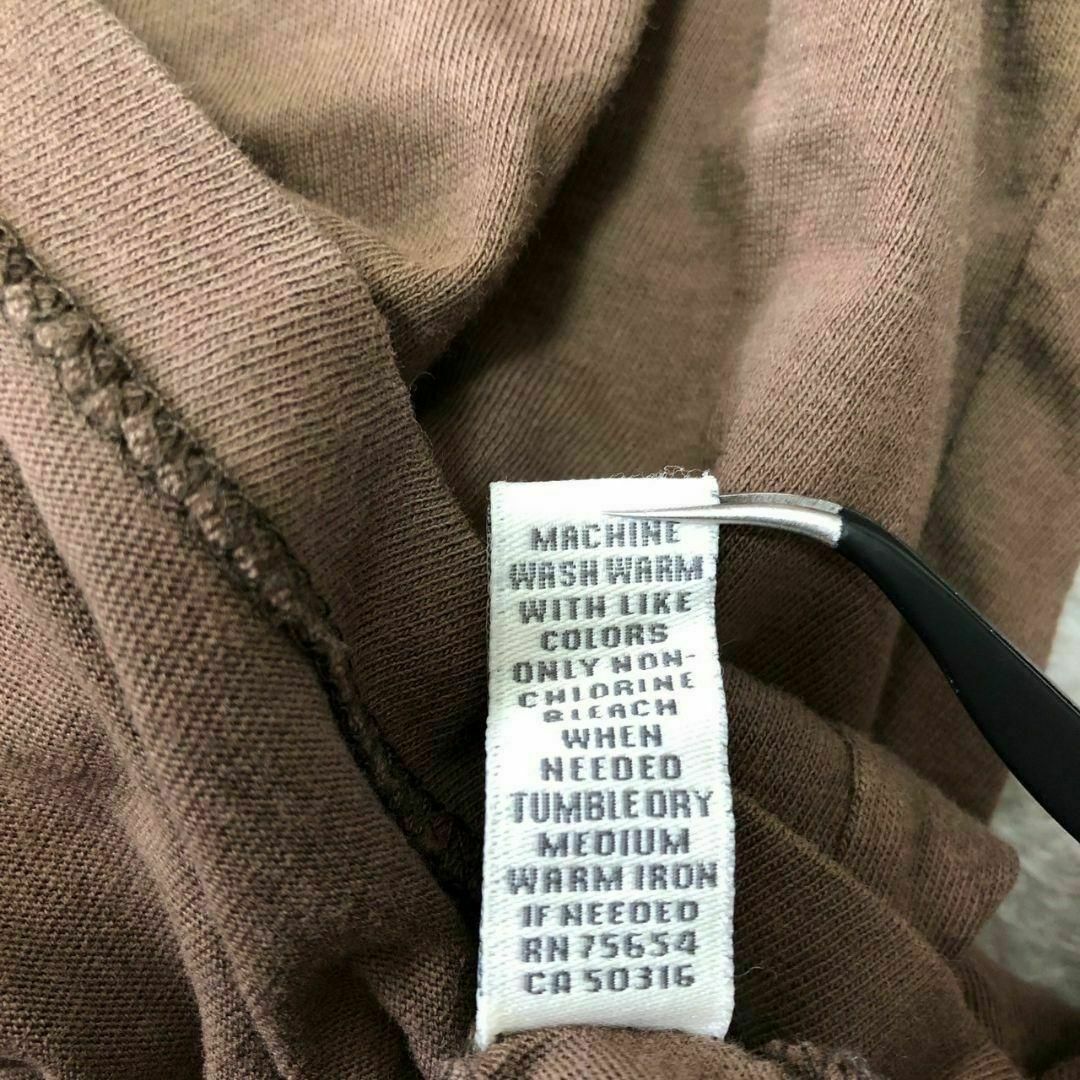 MACHINE
WASH WARM
WITH LIKE
COLORS
ONLY NON-
CHLORINE
BLEACH
WHEN
NEEDED
TUMBLE DRY
MEDIUM
WARM IRON
IF NEEDED
RN 75654
CA 50316